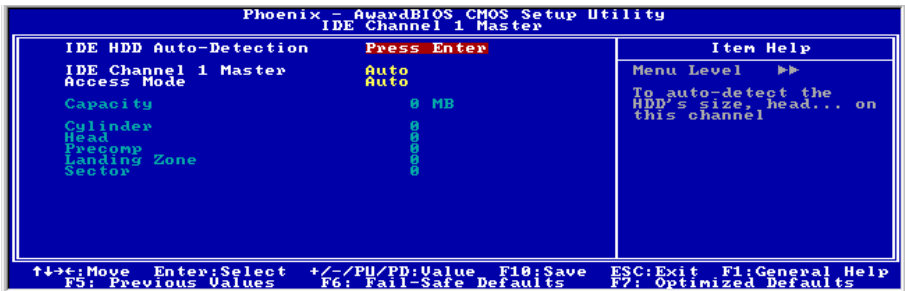 Phoenix - AwardBIOS CMOS Setup Utility
IDE Channel 1 Master
IDE HDD Auto-Detection Press Enter
IDE Channel 1 Master Auto
Access Mode Auto
Capacity 0 MB
Cylinder 0
Head 0
Precomp 0
Landing Zone 0
Sector 0
Item Help
Menu Level ▶▶
To auto-detect the
HDD's size, head... on
this channel
↑↓→←:Move Enter:Select +/-/PU/PD:Value F10:Save ESC:Exit F1:General Help
F5: Previous Values F6: Fail-Safe Defaults F7: Optimized Defaults